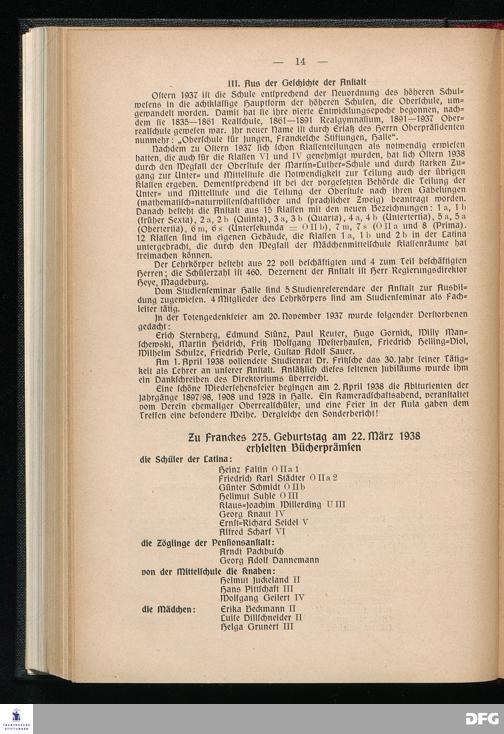 — 14 —
III. Aus der Geschichte der Anstalt
Ostern 1937 ist die Schule entsprechend der Neuordnung des höheren Schul-
wesens in die achtklassige Hauptform der höheren Schulen, die Oberschule, um-
gewandelt worden. Damit hat sie ihre vierte Entwicklungsepoche begonnen, nach-
dem sie 1835—1861 Realschule, 1861—1891 Realgymnasium, 1891—1937 Ober-
realschule gewesen war. Ihr neuer Name ist durch Erlaß des Herrn Oberpräsidenten
nunmehr: „Oberschule für Jungen, Franckesche Stiftungen, Halle“.
Nachdem zu Ostern 1937 sich schon Klassenteilungen als notwendig erwiesen
hatten, die auch für die Klassen VI und IV genehmigt wurden, hat sich Ostern 1938
durch den Wegfall der Oberstufe der Martin-Luther-Schule und durch starken Zu-
gang zur Unter- und Mittelstufe die Notwendigkeit zur Teilung auch der übrigen
Klassen ergeben. Dementsprechend ist bei der vorgesetzten Behörde die Teilung der
Unter- und Mittelstufe und die Teilung der Oberstufe nach ihren Gabelungen
(mathematisch-naturwissenschaftlicher und sprachlicher Zweig) beantragt worden.
Danach besteht die Anstalt aus 15 Klassen mit den neuen Bezeichnungen: 1 a, 1 b
(früher Sexta), 2 a, 2 b (Quinta), 3 a, 3 b (Quarta), 4 a, 4 b (Untertertia), 5 a, 5 a
(Obertertia), 6 m, 6 s (Untersekunda = O II b), 7 m, 7 s (O II a und 8 (Prima).
12 Klassen sind im eigenen Gebäude, die Klassen 1 a, 1 b und 2 b in der Latina
untergebracht, die durch den Wegfall der Mädchenmittelschule Klassenräume hat
freimachen können.
Der Lehrkörper besteht aus 22 voll beschäftigten und 4 zum Teil beschäftigten
Herren; die Schülerzahl ist 460. Dezernent der Anstalt ist Herr Regierungsdirektor
Heye, Magdeburg.
Dom Studienseminar Halle sind 5 Studienreferendare der Anstalt zur Ausbil-
dung zugewiesen. 4 Mitglieder des Lehrkörpers sind am Studienseminar als Fach-
leiter tätig.
In der Totengedenkfeier am 20. November 1937 wurde folgender Verstorbenen
gedacht:
Erich Sternberg, Edmund Stünz, Paul Reuter, Hugo Gornick, Willy Man-
schewski, Martin Heidrich, Fritz Wolfgang Westerhausen, Friedrich Helling-Diol,
Wilhelm Schulze, Friedrich Perle, Gustav Adolf Sauer.
Am 1. April 1938 vollendete Studienrat Dr. Fritzsche das 30. Jahr seiner Tätig-
keit als Lehrer an unserer Anstalt. Anläßlich dieses seltenen Jubiläums wurde ihm
ein Dankschreiben des Direktoriums überreicht.
Eine schöne Wiedersehensfeier begingen am 2. April 1938 die Abiturienten der
Jahrgänge 1897/98, 1908 und 1928 in Halle. Ein Kameradschaftsabend, veranstaltet
vom Verein ehemaliger Oberrealschüler, und eine Feier in der Aula gaben dem
Treffen eine besondere Weihe. Vergleiche den Sonderbericht!
Zu Franckes 275. Geburtstag am 22. März 1938
erhielten Bücherprämien
die Schüler der Latina:
Heinz Faltin O II a 1
Friedrich Karl Städter O II a 2
Günter Schmidt O II b
Hellmut Suhle O III
Klaus-Joachim Willerding U III
Georg Knaut IV
Ernst-Richard Seidel V
Alfred Scharf VI
die Zöglinge der Pensionsanstalt:
Arndt Packbusch
Georg Adolf Dannemann
von der Mittelschule die Knaben:
Helmut Juckeland II
Hans Pittschaft III
Wolfgang Geilert IV
die Mädchen: Erika Beckmann II
Luise Dillschneider II
Helga Grunert III
FRANCKESCHE
STIFTUNGEN
DFG